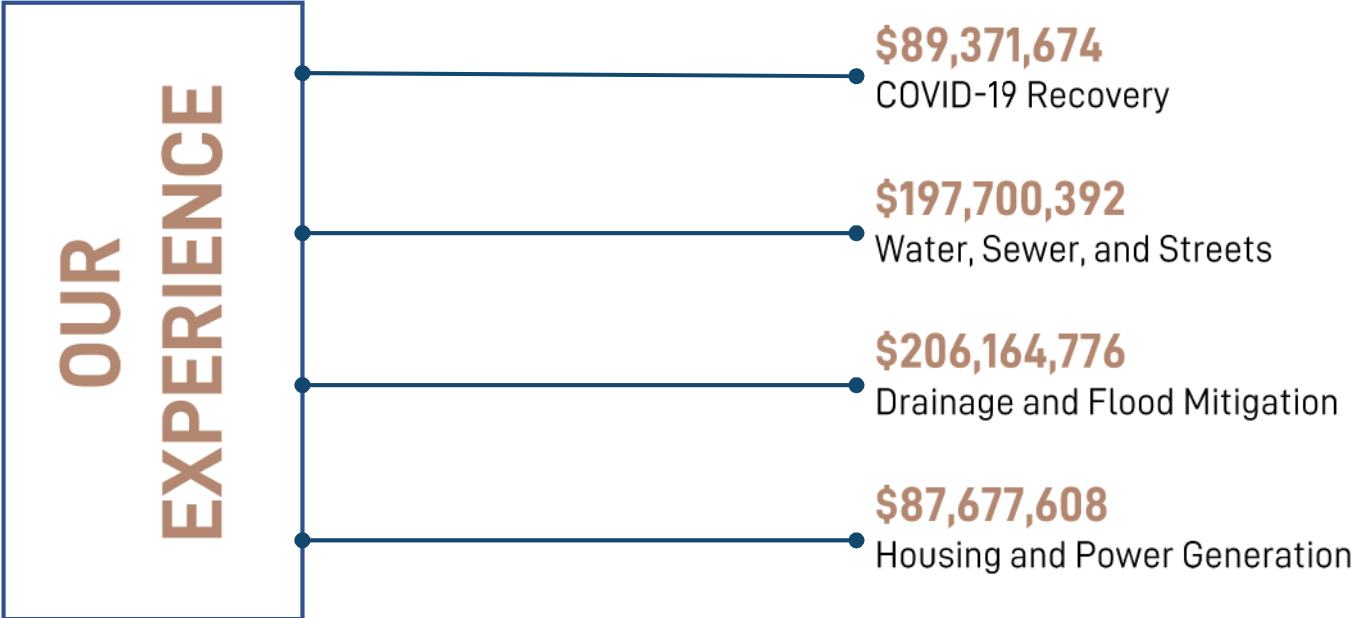 OUR
EXPERIENCE
$89,371,674
COVID-19 Recovery
$197,700,392
Water, Sewer, and Streets
$206,164,776
Drainage and Flood Mitigation
$87,677,608
Housing and Power Generation